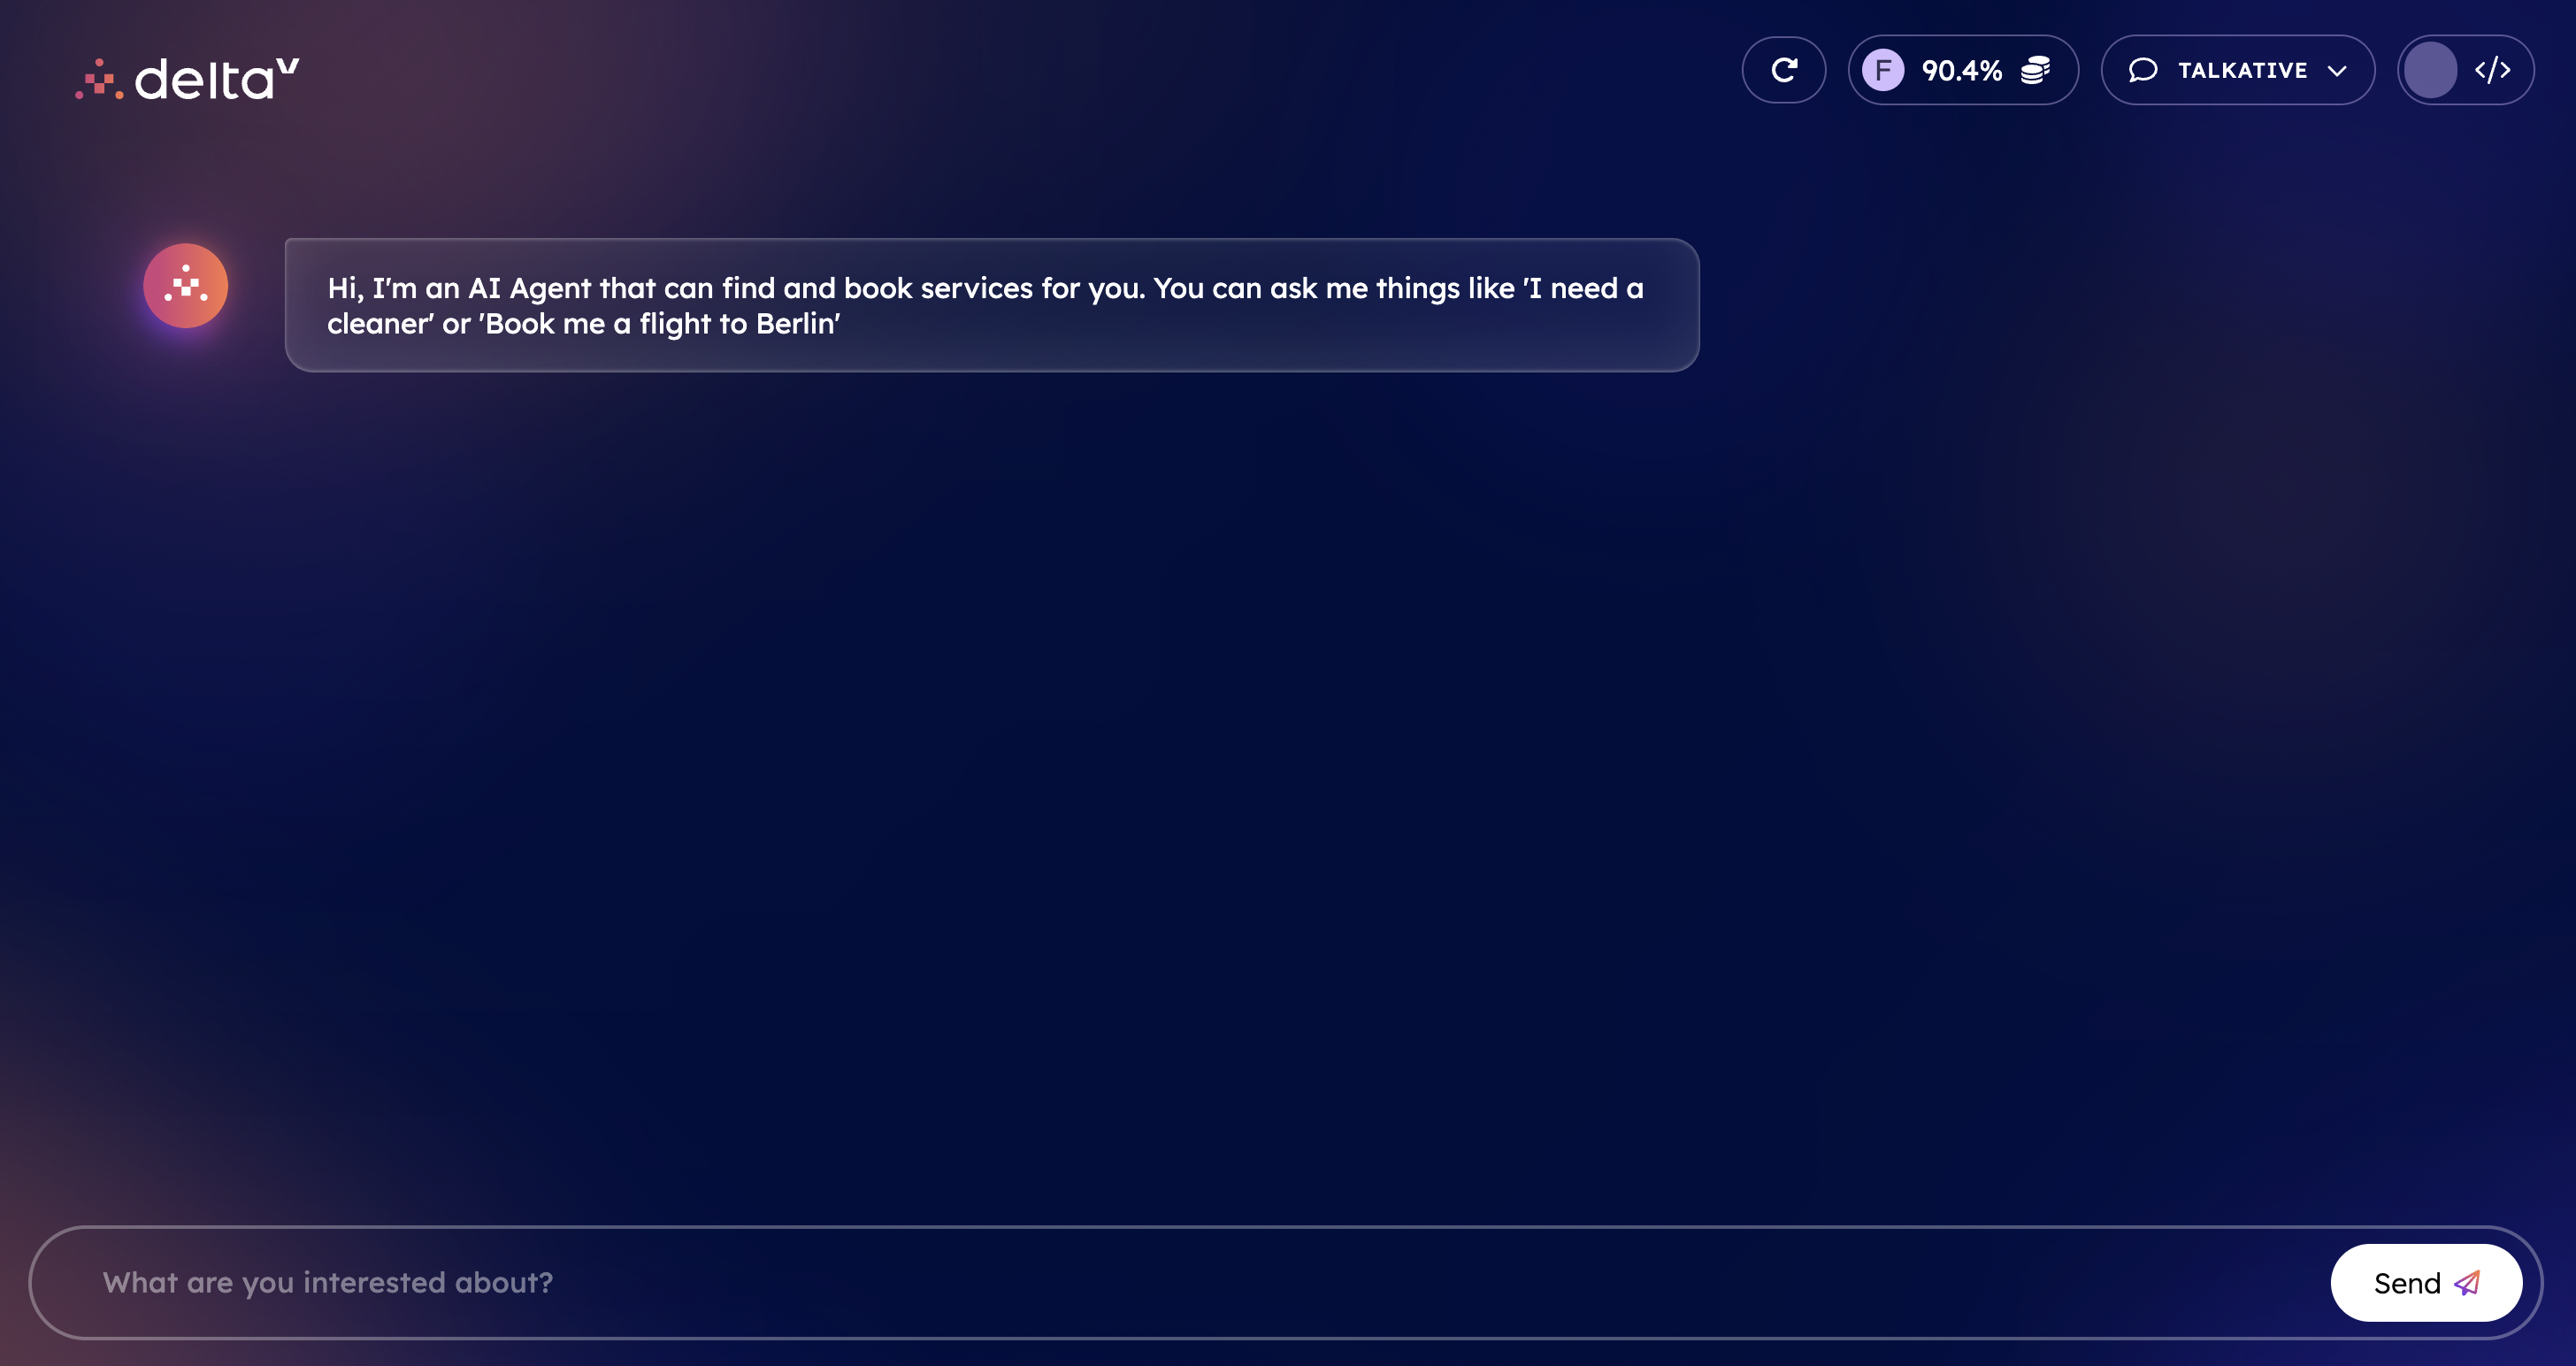 deltaV
F 90.4%
TALKATIVE
</>
Hi, I'm an AI Agent that can find and book services for you. You can ask me things like 'I need a
cleaner' or 'Book me a flight to Berlin'
What are you interested about?
Send